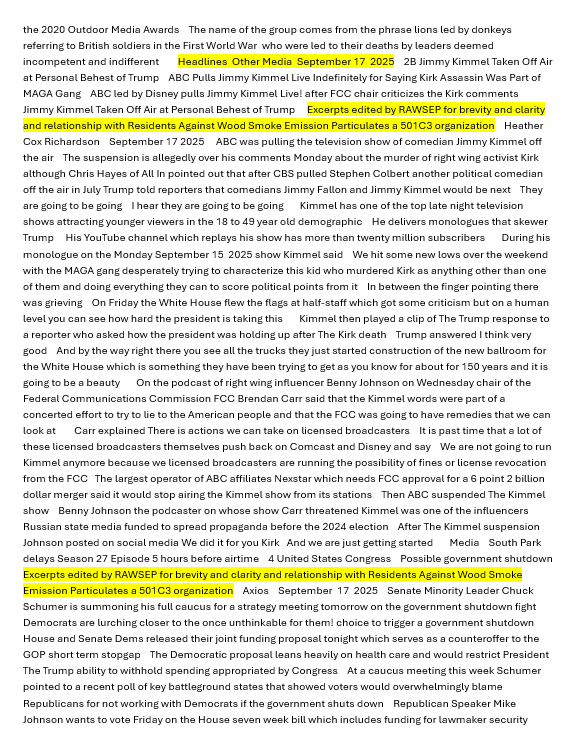 the 2020 Outdoor Media Awards The name of the group comes from the phrase lions led by donkeys
referring to British soldiers in the First World War who were led to their deaths by leaders deemed
incompetent and indifferent Headlines Other Media September 17 2025 2B Jimmy Kimmel Taken Off Air
at Personal Behest of Trump ABC Pulls Jimmy Kimmel Live Indefinitely for Saying Kirk Assassin Was Part of
MAGA Gang ABC led by Disney pulls Jimmy Kimmel Live! after FCC chair criticizes the Kirk comments
Jimmy Kimmel Taken Off Air at Personal Behest of Trump Excerpts edited by RAWSEP for brevity and clarity
and relationship with Residents Against Wood Smoke Emission Particulates a 501C3 organization Heather
Cox Richardson September 17 2025 ABC was pulling the television show of comedian Jimmy Kimmel off
the air The suspension is allegedly over his comments Monday about the murder of right wing activist Kirk
although Chris Hayes of All In pointed out that after CBS pulled Stephen Colbert another political comedian
off the air in July Trump told reporters that comedians Jimmy Fallon and Jimmy Kimmel would be next They
are going to be going I hear they are going to be going Kimmel has one of the top late night television
shows attracting younger viewers in the 18 to 49 year old demographic He delivers monologues that skewer
Trump His YouTube channel which replays his show has more than twenty million subscribers During his
monologue on the Monday September 15 2025 show Kimmel said We hit some new lows over the weekend
with the MAGA gang desperately trying to characterize this kid who murdered Kirk as anything other than one
of them and doing everything they can to score political points from it In between the finger pointing there
was grieving On Friday the White House flew the flags at half-staff which got some criticism but on a human
level you can see how hard the president is taking this Kimmel then played a clip of The Trump response to
a reporter who asked how the president was holding up after The Kirk death Trump answered I think very
good And by the way right there you see all the trucks they just started construction of the new ballroom for
the White House which is something they have been trying to get as you know for about 150 years and it is
going to be a beauty On the podcast of right wing influencer Benny Johnson on Wednesday chair of the
Federal Communications Commission FCC Brendan Carr said that the Kimmel words were part of a
concerted effort to try to lie to the American people and that the FCC was going to have remedies that we can
look at Carr explained There is actions we can take on licensed broadcasters It is past time that a lot of
these licensed broadcasters themselves push back on Comcast and Disney and say We are not going to run
Kimmel anymore because we licensed broadcasters are running the possibility of fines or license revocation
from the FCC The largest operator of ABC affiliates Nexstar which needs FCC approval for a 6 point 2 billion
dollar merger said it would stop airing the Kimmel show from its stations Then ABC suspended The Kimmel
show Benny Johnson the podcaster on whose show Carr threatened Kimmel was one of the influencers
Russian state media funded to spread propaganda before the 2024 election After The Kimmel suspension
Johnson posted on social media We did it for you Kirk And we are just getting started Media South Park
delays Season 27 Episode 5 hours before airtime 4 United States Congress Possible government shutdown
Excerpts edited by RAWSEP for brevity and clarity and relationship with Residents Against Wood Smoke
Emission Particulates a 501C3 organization Axios September 17 2025 Senate Minority Leader Chuck
Schumer is summoning his full caucus for a strategy meeting tomorrow on the government shutdown fight
Democrats are lurching closer to the once unthinkable for them! choice to trigger a government shutdown
House and Senate Dems released their joint funding proposal tonight which serves as a counteroffer to the
GOP short term stopgap The Democratic proposal leans heavily on health care and would restrict President
The Trump ability to withhold spending appropriated by Congress At a caucus meeting this week Schumer
pointed to a recent poll of key battleground states that showed voters would overwhelmingly blame
Republicans for not working with Democrats if the government shuts down Republican Speaker Mike
Johnson wants to vote Friday on the House seven week bill which includes funding for lawmaker security